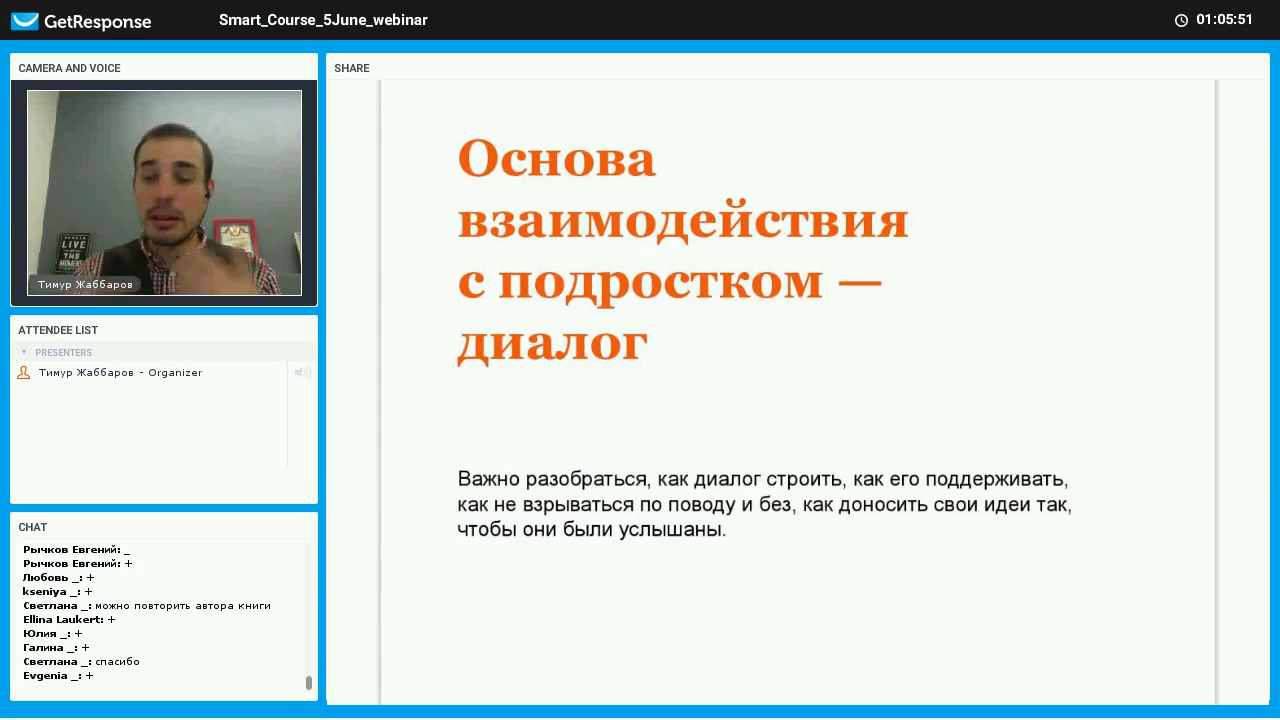 GetResponse
Smart_Course_5June_webinar
01:05:51
CAMERA AND VOICE
LIVE
THE
Тимур Жаббаров
ATTENDEE LIST
PRESENTERS
Тимур Жаббаров - Organizer
CHAT
Рычков Евгений: _
Рычков Евгений: +
Любовь _: +
kseniya _: +
Светлана _: можно повторить автора книги
Ellina Laukert: +
Юлия _: +
Галина _: +
Светлана _: спасибо
Evgenia _: +
SHARE
Основа
взаимодействия
с подростком —
диалог
Важно разобраться, как диалог строить, как его поддерживать,
как не взрываться по поводу и без, как доносить свои идеи так,
чтобы они были услышаны.